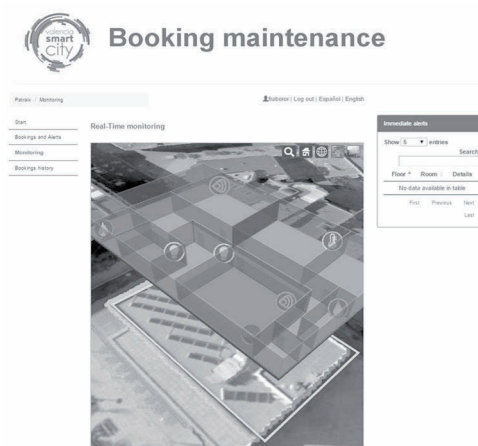 valencia
smart
city
Booking maintenance
Monitoring
Log out | Español | English
Start
Bookings and Alerts
Monitoring
Bookings history
Real-Time monitoring
Immediate alerts
Show 5 entries
Search
Floor Room Details
No data available in table
First Previous Next
Last